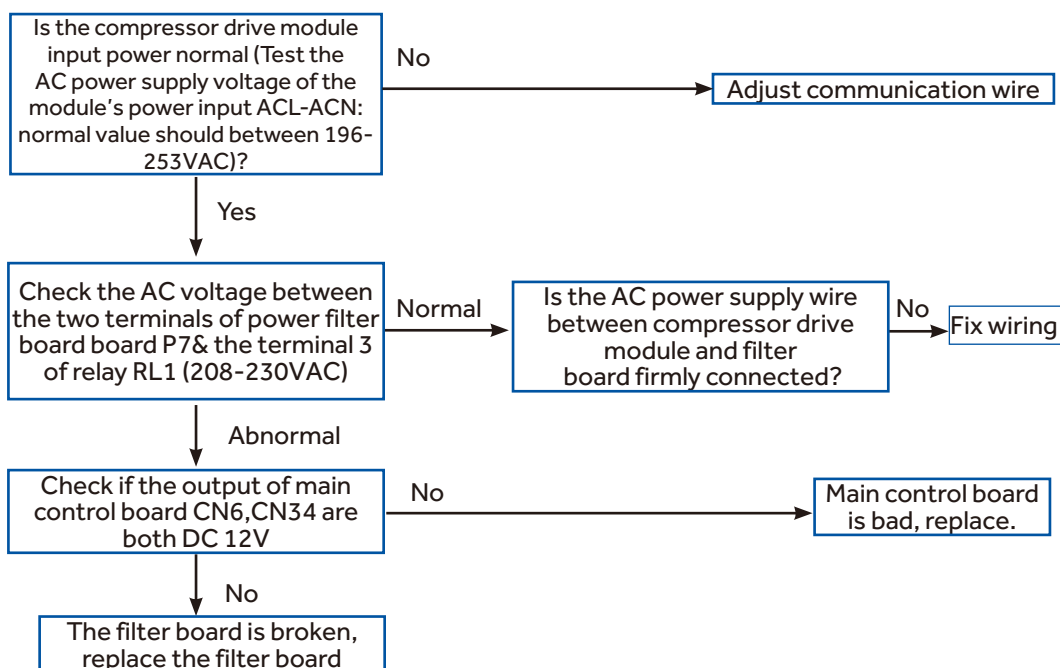 Is the compressor drive module
input power normal (Test the
AC power supply voltage of the
module's power input ACL-ACN:
normal value should between 196-
253VAC)?
No
Adjust communication wire
Yes
Check the AC voltage between
the two terminals of power filter
board board P7& the terminal 3
of relay RL1 (208-230VAC)
Normal
Is the AC power supply wire
between compressor drive
module and filter
board firmly connected?
No
Fix wiring
Abnormal
Check if the output of main
control board CN6,CN34 are
both DC 12V
No
Main control board
is bad, replace.
No
The filter board is broken,
replace the filter board